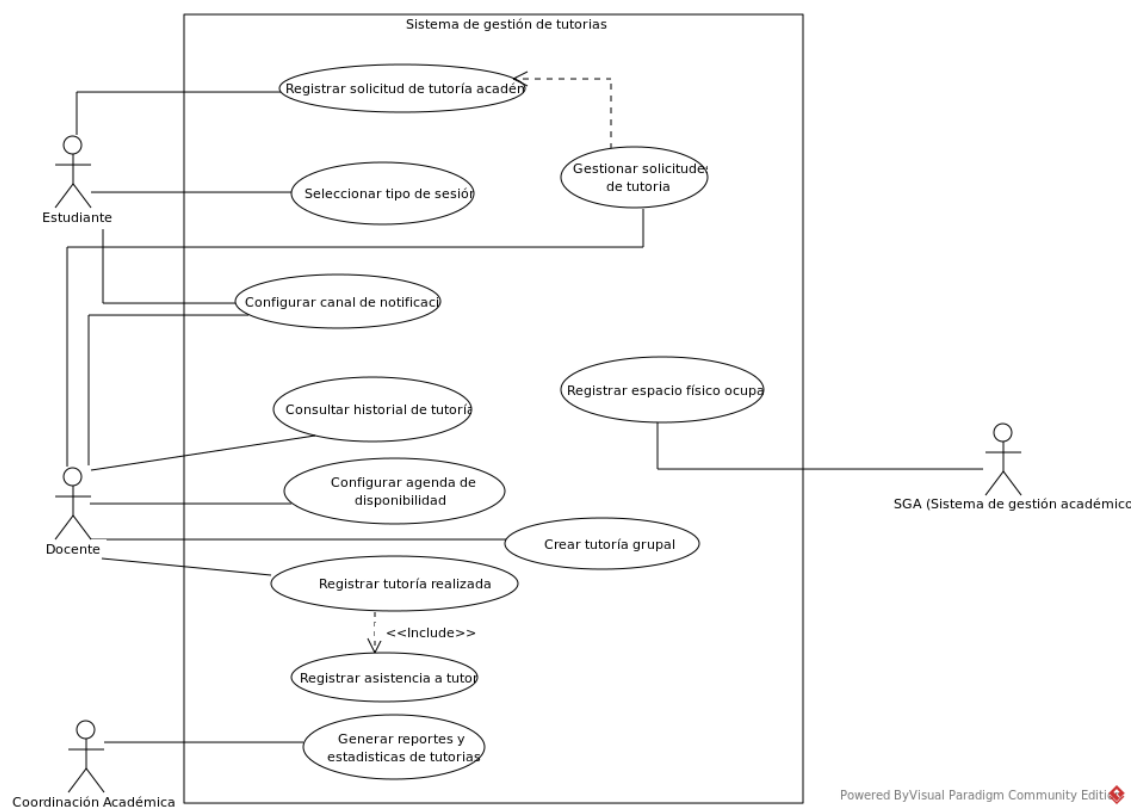 Sistema de gestión de tutorias
Registrar solicitud de tutoría académ
Gestionar solicitudes
de tutoria
Seleccionar tipo de sesión
Estudiante
Configurar canal de notificaci
Registrar espacio físico ocupa
Consultar historial de tutoría
Configurar agenda de
disponibilidad
SGA (Sistema de gestión académico
Crear tutoría grupal
Docente
Registrar tutoría realizada
<<Include>>
Registrar asistencia a tutor
Generar reportes y
estadisticas de tutorias
Coordinación Académica
Powered ByVisual Paradigm Community Editio